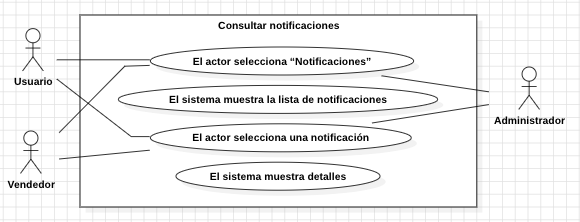 Consultar notificaciones
El actor selecciona “Notificaciones”
Usuario
El sistema muestra la lista de notificaciones
Administrador
El actor selecciona una notificación
El sistema muestra detalles
Vendedor